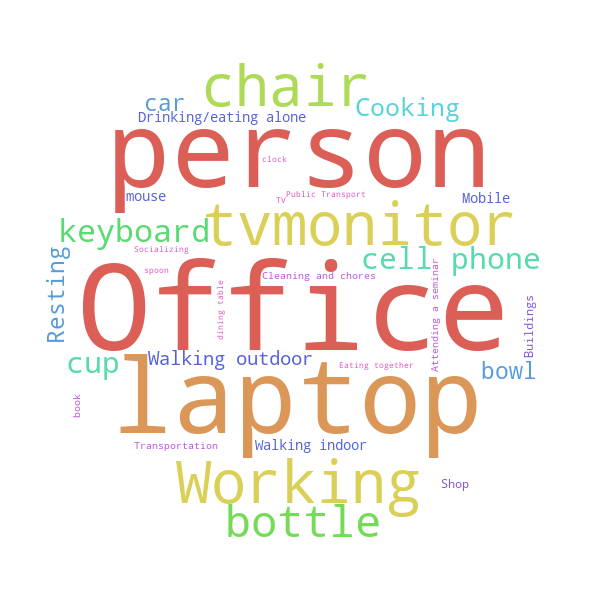 chair
car
Cooking
Drinking/eating alone
person
clock
TV
Public Transport
mouse
Mobile
tvmonitor
keyboard
Socializing
cell phone
Resting
spoon
Cleaning and chores
Office
dining table
Attending a seminar
Buildings
cup
Walking outdoor
Eating together
bowl
laptop
book
Transportation
Walking indoor
Working
Shop
bottle